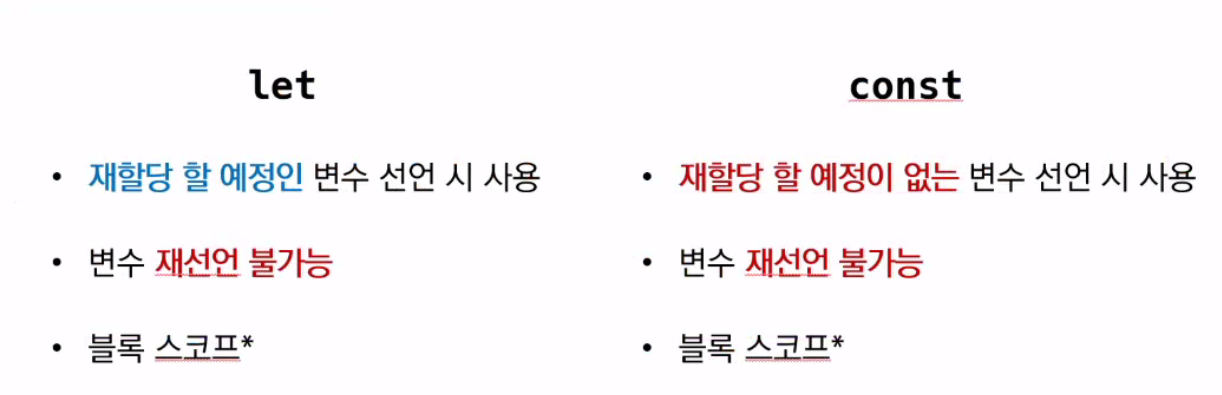 let
• 재할당 할 예정인 변수 선언 시 사용
• 변수 재선언 불가능
• 블록 스코프*
const
• 재할당 할 예정이 없는 변수 선언 시 사용
• 변수 재선언 불가능
• 블록 스코프*